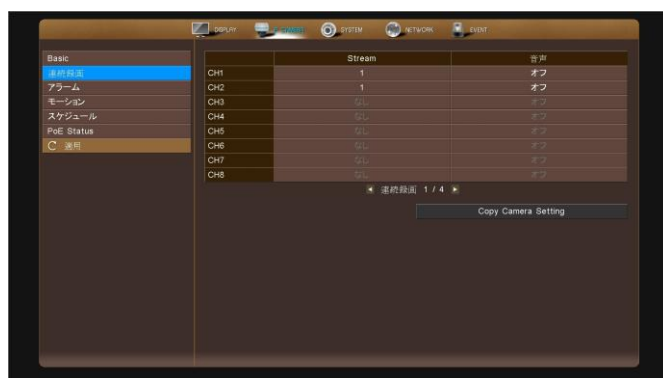 DISPLAY SYSTEM NETWORK EVENT
Basic
連続録画
アラーム
モーション
スケジュール
PoE Status
適用
Stream 音声
CH1 1 オフ
CH2 1 オフ
CH3 なし オフ
CH4 なし オフ
CH5 なし オフ
CH6 なし オフ
CH7 なし オフ
CH8 なし オフ
連続録画 1 / 4
Copy Camera Setting